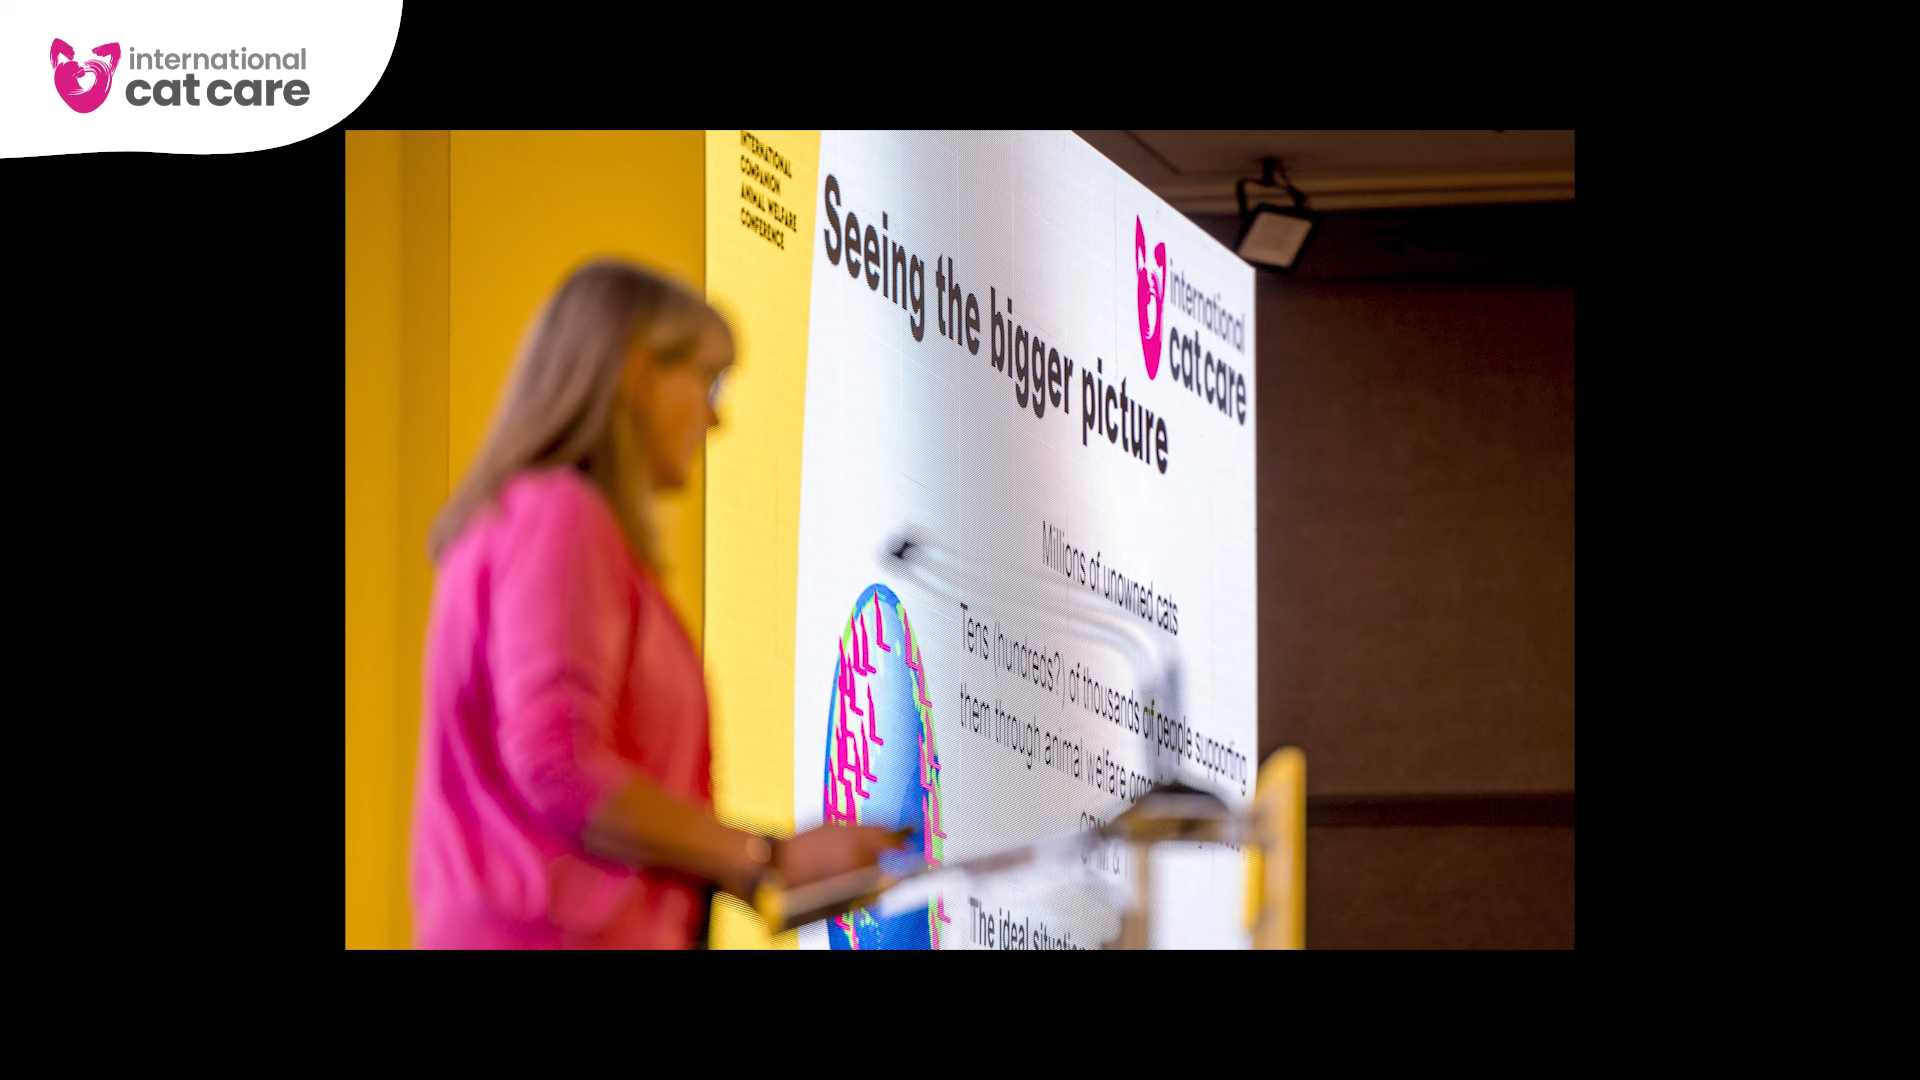 international
cat care
INTERNATIONAL
COMPANION
ANIMAL WELFARE
CONFERENCE
Seeing the bigger picture
international
cat care
Millions of unowned cats
Tens (hundreds?) of thousands of people supporting
them through animal welfare
The ideal